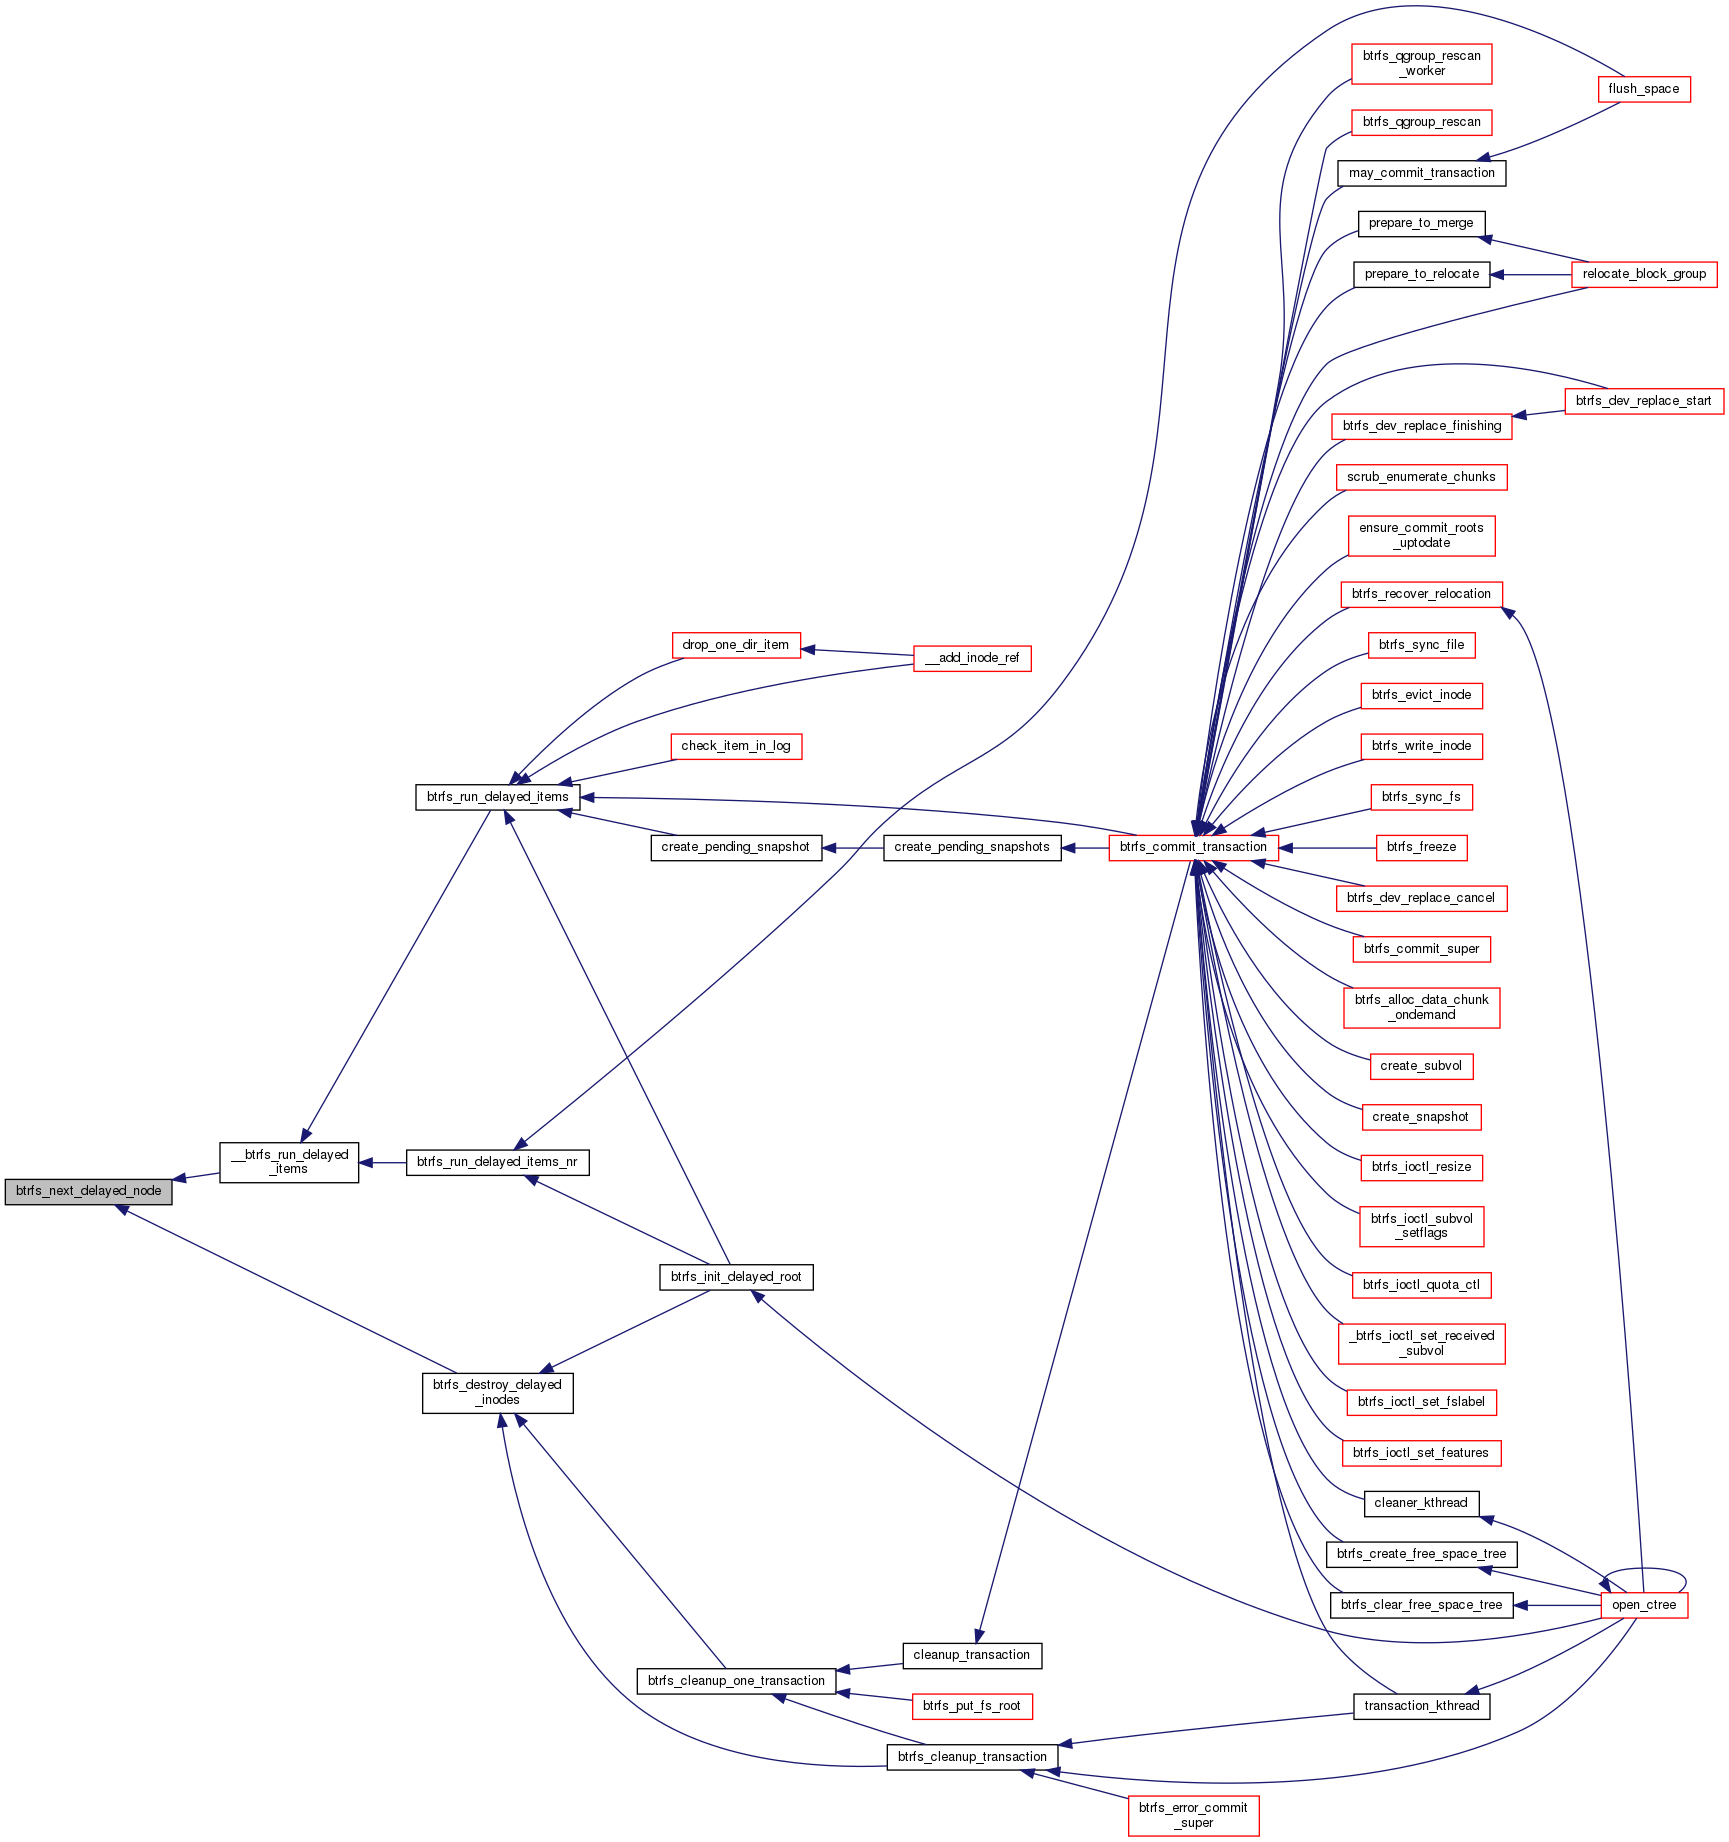 btrfs_qgroup_rescan
_worker
flush_space
btrfs_qgroup_rescan
may_commit_transaction
prepare_to_merge
prepare_to_relocate
relocate_block_group
btrfs_dev_replace_start
btrfs_dev_replace_finishing
scrub_enumerate_chunks
ensure_commit_roots
_uptodate
btrfs_recover_relocation
drop_one_dir_item
__add_inode_ref
btrfs_sync_file
btrfs_evict_inode
check_item_in_log
btrfs_write_inode
btrfs_run_delayed_items
btrfs_sync_fs
create_pending_snapshot
create_pending_snapshots
btrfs_commit_transaction
btrfs_freeze
btrfs_dev_replace_cancel
btrfs_commit_super
btrfs_alloc_data_chunk
_ondemand
create_subvol
create_snapshot
__btrfs_run_delayed
_items
btrfs_run_delayed_items_nr
btrfs_ioctl_resize
btrfs_next_delayed_node
btrfs_ioctl_subvol
_setflags
btrfs_init_delayed_root
btrfs_ioctl_quota_ctl
_btrfs_ioctl_set_received
_subvol
btrfs_destroy_delayed
_inodes
btrfs_ioctl_set_fslabel
btrfs_ioctl_set_features
cleaner_kthread
btrfs_create_free_space_tree
btrfs_clear_free_space_tree
open_ctree
cleanup_transaction
btrfs_cleanup_one_transaction
btrfs_put_fs_root
transaction_kthread
btrfs_cleanup_transaction
btrfs_error_commit
_super